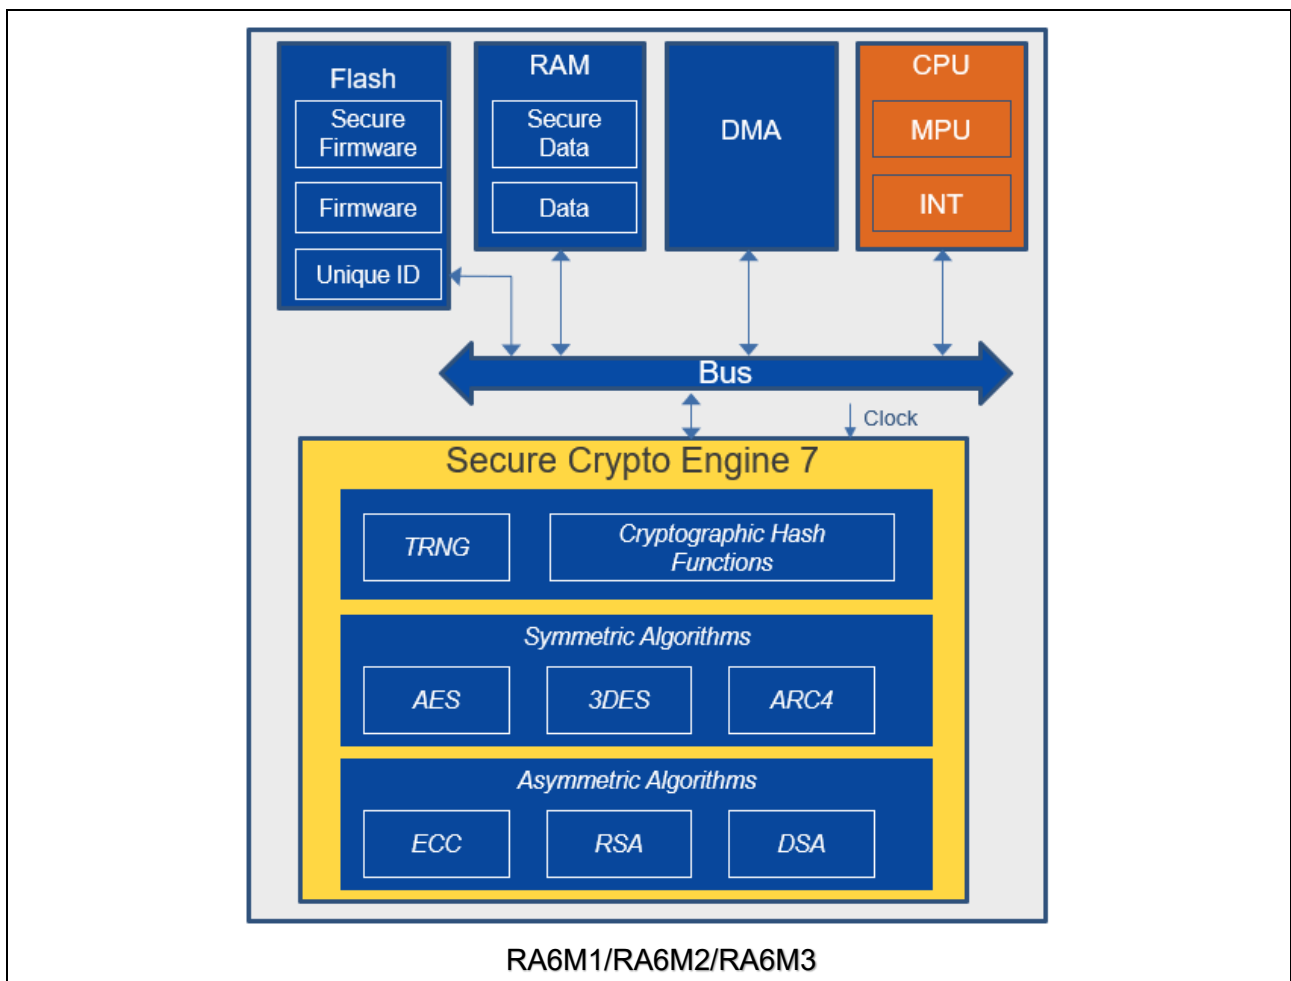 Flash
Secure
Firmware
Firmware
Unique ID
RAM
Secure
Data
Data
DMA
CPU
MPU
INT
Bus
Clock
Secure Crypto Engine 7
TRNG
Cryptographic Hash
Functions
Symmetric Algorithms
AES
3DES
ARC4
Asymmetric Algorithms
ECC
RSA
DSA
RA6M1/RA6M2/RA6M3